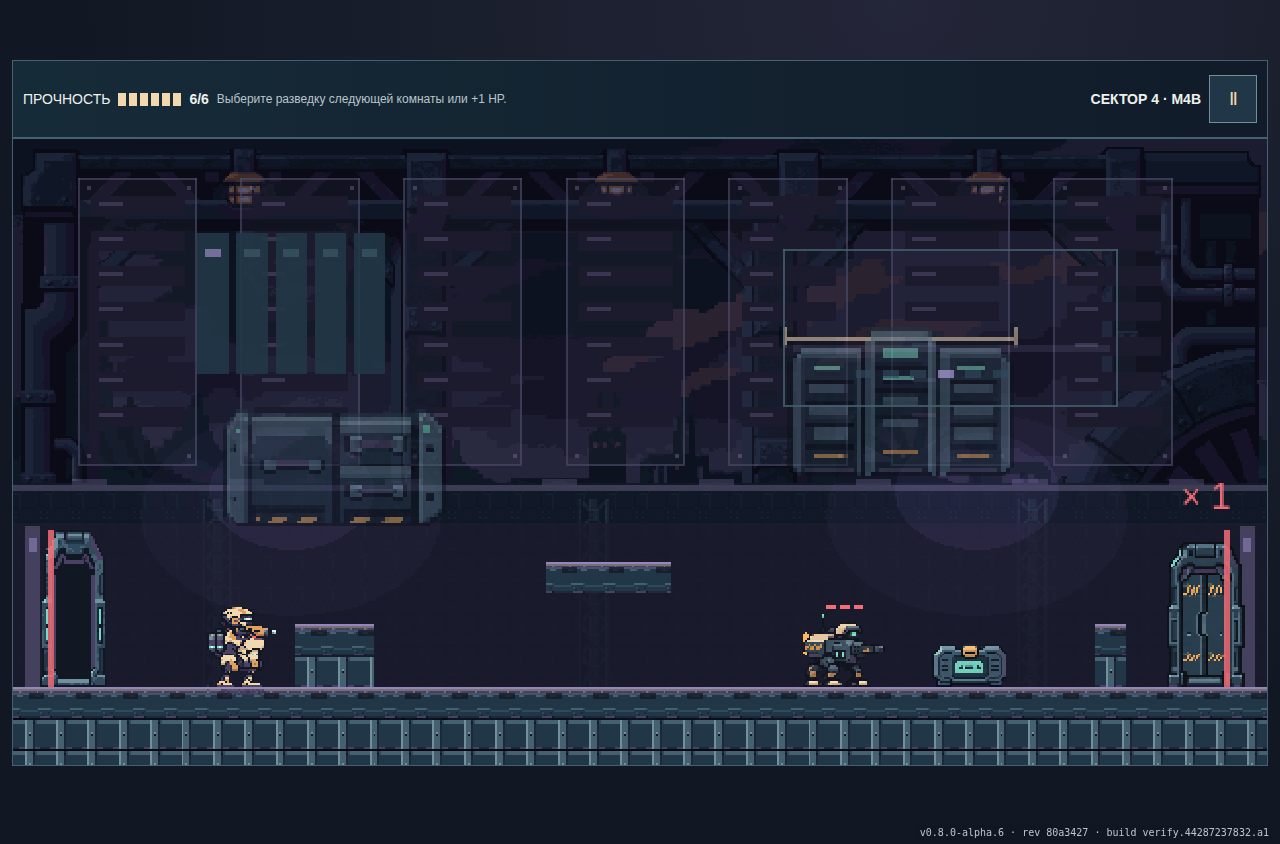 ПРОЧНОСТЬ 6/6 Выберите разведку следующей комнаты или +1 HP.
СЕКТОР 4 · М4В
II
× 1
v0.8.0-alpha.6 · rev 80a3427 · build verify.44287237832.a1